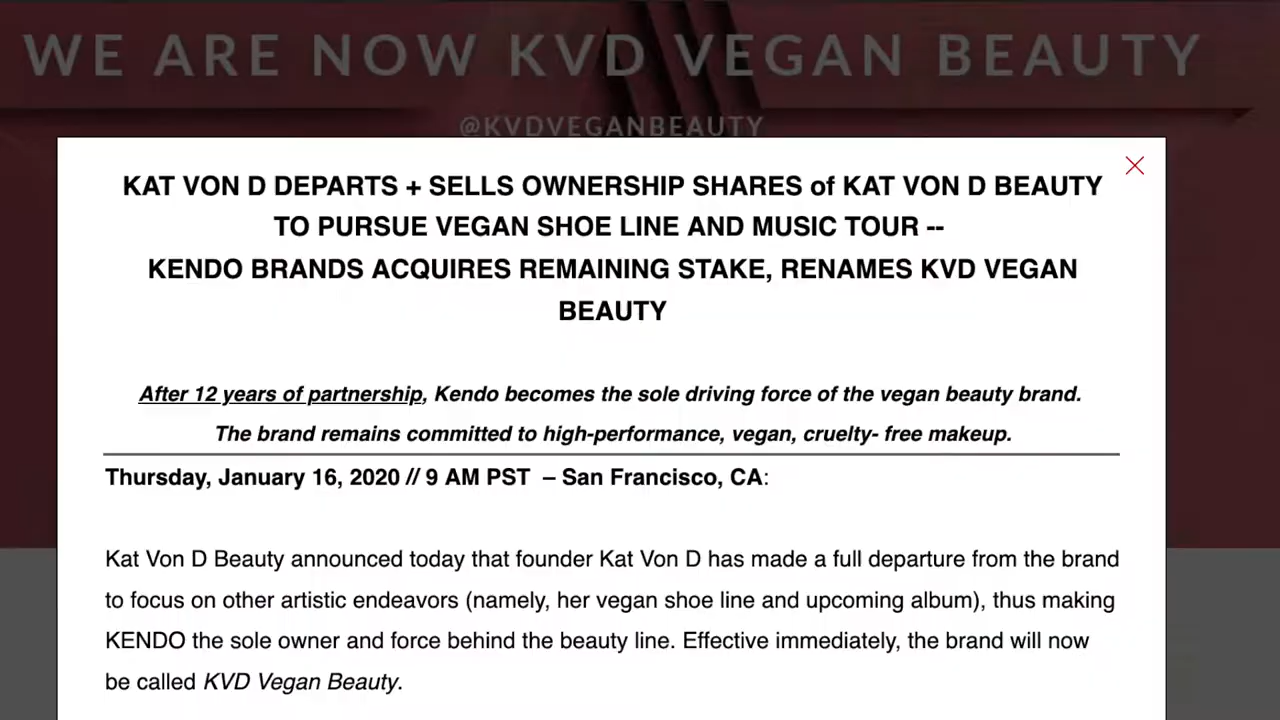 WE ARE NOW KVD VEGAN BEAUTY
@KVDVEGANBEAUTY
KAT VON D DEPARTS + SELLS OWNERSHIP SHARES of KAT VON D BEAUTY
TO PURSUE VEGAN SHOE LINE AND MUSIC TOUR --
KENDO BRANDS ACQUIRES REMAINING STAKE, RENAMES KVD VEGAN
BEAUTY
After 12 years of partnership, Kendo becomes the sole driving force of the vegan beauty brand.
The brand remains committed to high-performance, vegan, cruelty- free makeup.
Thursday, January 16, 2020 // 9 AM PST – San Francisco, CA:
Kat Von D Beauty announced today that founder Kat Von D has made a full departure from the brand
to focus on other artistic endeavors (namely, her vegan shoe line and upcoming album), thus making
KENDO the sole owner and force behind the beauty line. Effective immediately, the brand will now
be called KVD Vegan Beauty.